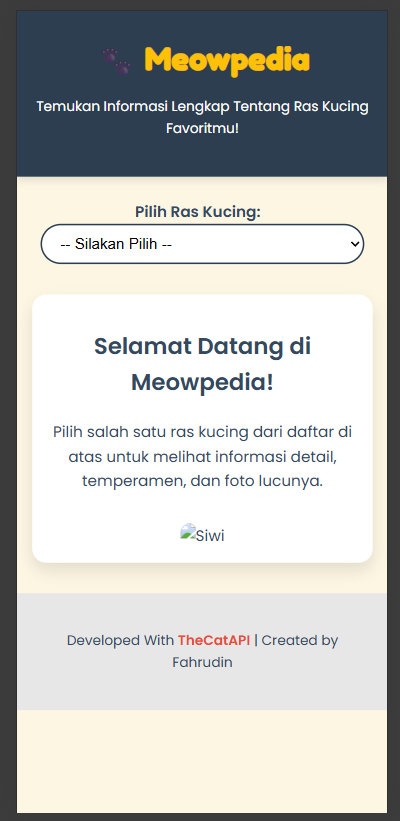 🐾 Meowpedia
Temukan Informasi Lengkap Tentang Ras Kucing
Favoritmu!
Pilih Ras Kucing:
-- Silakan Pilih --
Selamat Datang di
Meowpedia!
Pilih salah satu ras kucing dari daftar di
atas untuk melihat informasi detail,
temperamen, dan foto lucunya.
Siwi
Developed With TheCatAPI | Created by
Fahrudin